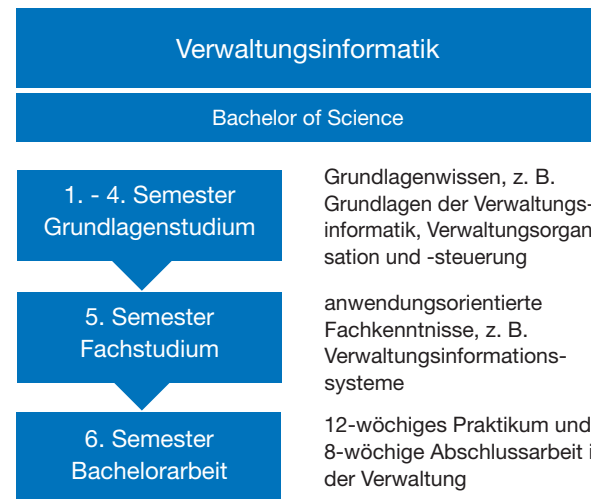 Verwaltungsinformatik
Bachelor of Science
1. - 4. Semester
Grundlagenstudium
Grundlagenwissen, z. B.
Grundlagen der Verwaltungs-
informatik, Verwaltungsorgan
sation und -steuerung
5. Semester
Fachstudium
anwendungsorientierte
Fachkenntnisse, z. B.
Verwaltungsinformations-
systeme
6. Semester
Bachelorarbeit
12-wöchiges Praktikum und
8-wöchige Abschlussarbeit i
der Verwaltung